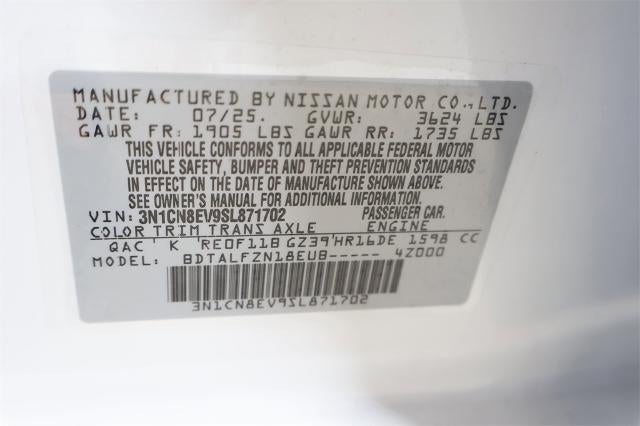 MANUFACTURED BY NISSAN MOTOR CO., LTD.
DATE: 07/25. GVWR: 3624 LBS
GAWR FR: 1905 LBS GAWR RR: 1735 LBS
THIS VEHICLE CONFORMS TO ALL APPLICABLE FEDERAL MOTOR
VEHICLE SAFETY, BUMPER AND THEFT PREVENTION STANDARDS
IN EFFECT ON THE DATE OF MANUFACTURE SHOWN ABOVE.
SEE OWNER'S MANUAL FOR ADDITIONAL INFORMATION.
VIN: 3N1CN8EV9SL871702 PASSENGER CAR.
COLOR TRIM TRANS AXLE ENGINE
QAC' K 'RE0F11B GZ39'HR16DE 1598 CC
MODEL: BDTALFZN18EUB----- 4Z000
3N1CN8EV9SL871702